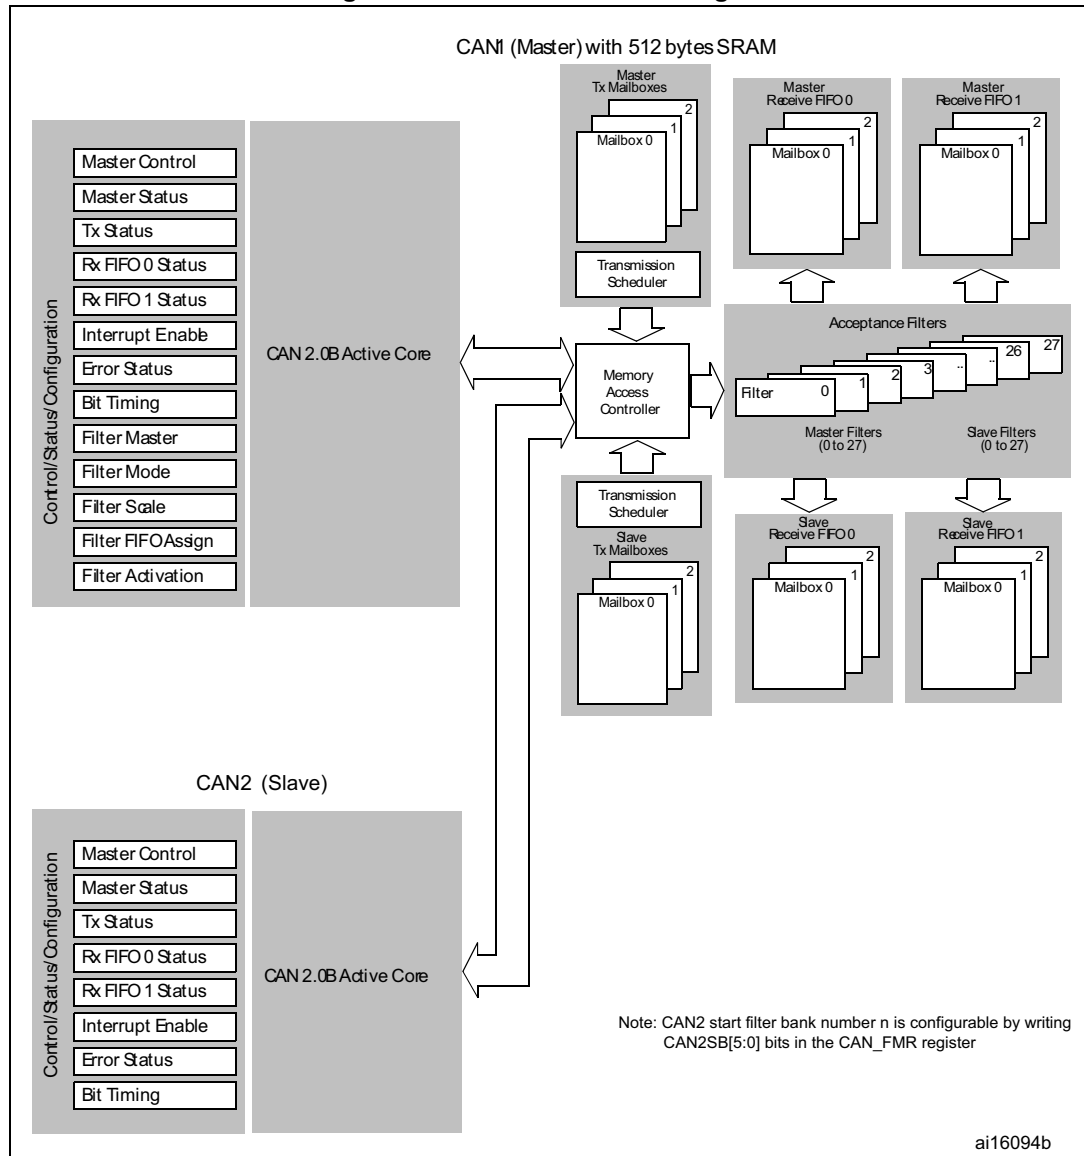 CAN1 (Master) with 512 bytes SRAM
Control/Status/Configuration
Master Control
Master Status
Tx Status
Rx FIFO 0 Status
Rx FIFO 1 Status
Interrupt Enable
Error Status
Bit Timing
Filter Master
Filter Mode
Filter Scale
Filter FIFO Assign
Filter Activation
CAN 2.0B Active Core
Master
Tx Mailboxes
2
1
Mailbox 0
Transmission
Scheduler
Master
Receive FIFO 0
2
1
Mailbox 0
Master
Receive FIFO 1
2
1
Mailbox 0
Memory
Access
Controller
Acceptance Filters
Filter 0 1 2 3 .. .. 26 27
Master Filters
(0 to 27)
Slave Filters
(0 to 27)
Transmission
Scheduler
Slave
Tx Mailboxes
2
1
Mailbox 0
Slave
Receive FIFO 0
2
1
Mailbox 0
Slave
Receive FIFO 1
2
1
Mailbox 0
CAN2 (Slave)
Control/Status/Configuration
Master Control
Master Status
Tx Status
Rx FIFO 0 Status
Rx FIFO 1 Status
Interrupt Enable
Error Status
Bit Timing
CAN 2.0B Active Core
Note: CAN2 start filter bank number n is configurable by writing
CAN2SB[5:0] bits in the CAN_FMR register
ai16094b